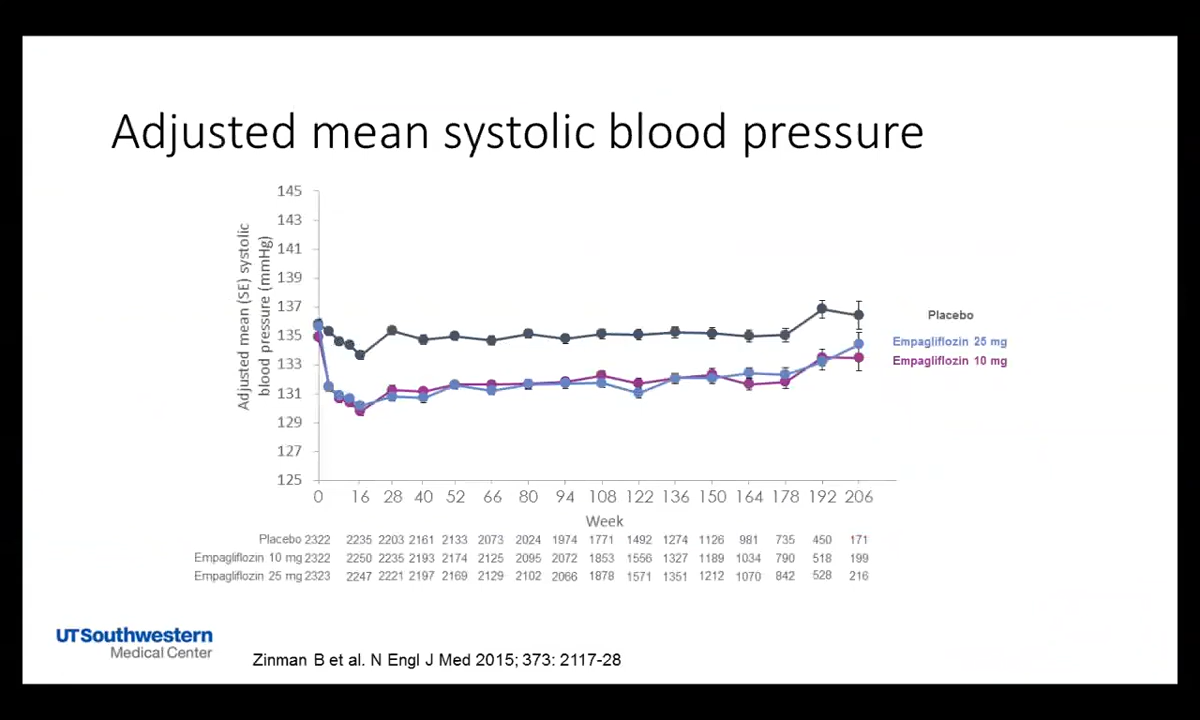 Adjusted mean systolic blood pressure
Adjusted mean (SE) systolic
blood pressure (mmHg)
145
143
141
139
137
135
133
131
129
127
125
0 16 28 40 52 66 80 94 108 122 136 150 164 178 192 206
Week
Placebo
Empagliflozin 25 mg
Empagliflozin 10 mg
Placebo 2322 2235 2203 2161 2133 2073 2024 1974 1771 1492 1274 1126 981 735 450 171
Empagliflozin 10 mg 2322 2250 2235 2193 2174 2125 2095 2072 1853 1556 1327 1189 1034 790 518 199
Empagliflozin 25 mg 2323 2247 2221 2197 2169 2129 2102 2066 1878 1571 1351 1212 1070 842 528 216
UTSouthwestern
Medical Center
Zinman B et al. N Engl J Med 2015; 373: 2117-28